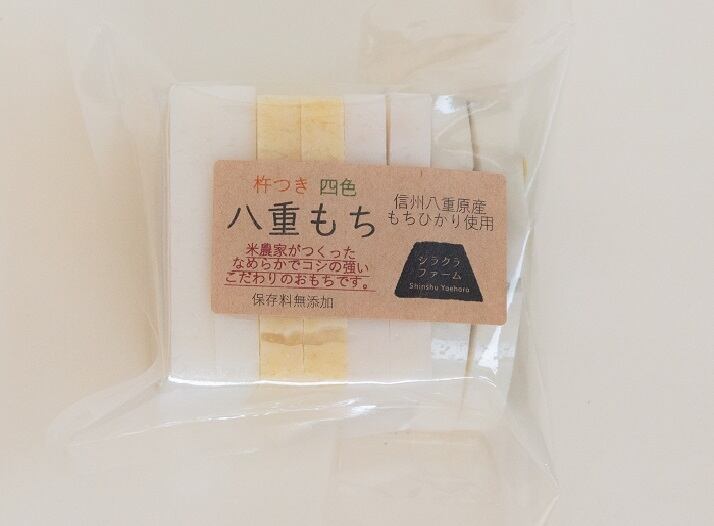 杵つき 四色
八重もち
米農家がつくった
なめらかでコシの強い
こだわりのおもちです。
保存料無添加
信州八重原産
もちひかり使用
シラクラ
ファーム
Shinshu Yaehara